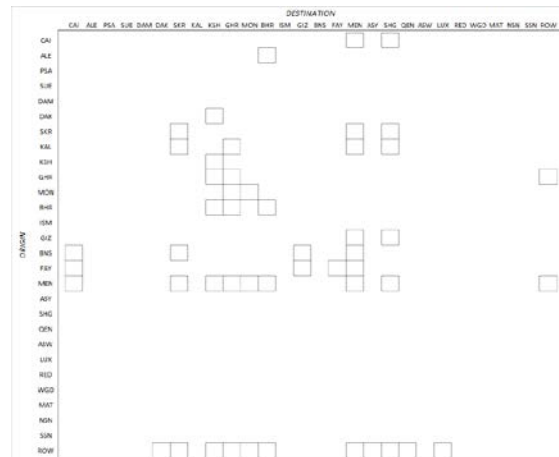 DESTINATION
CAI ALE PSA SUE DAM DAK SKR KAL KSH GHR MON BHR ISM GIZ BNS FAY MEN ASY SHG QEN ASW LUX RED WGD MAT NSN SSN ROW
CAI
ALE
PSA
SUE
DAM
DAK
SKR
KAL
KSH
GHR
MON
BHR
ISM
GIZ
ORIGIN
BNS
FAY
MEN
ASY
SHG
QEN
ASW
LUX
RED
WGD
MAT
NSN
SSN
ROW